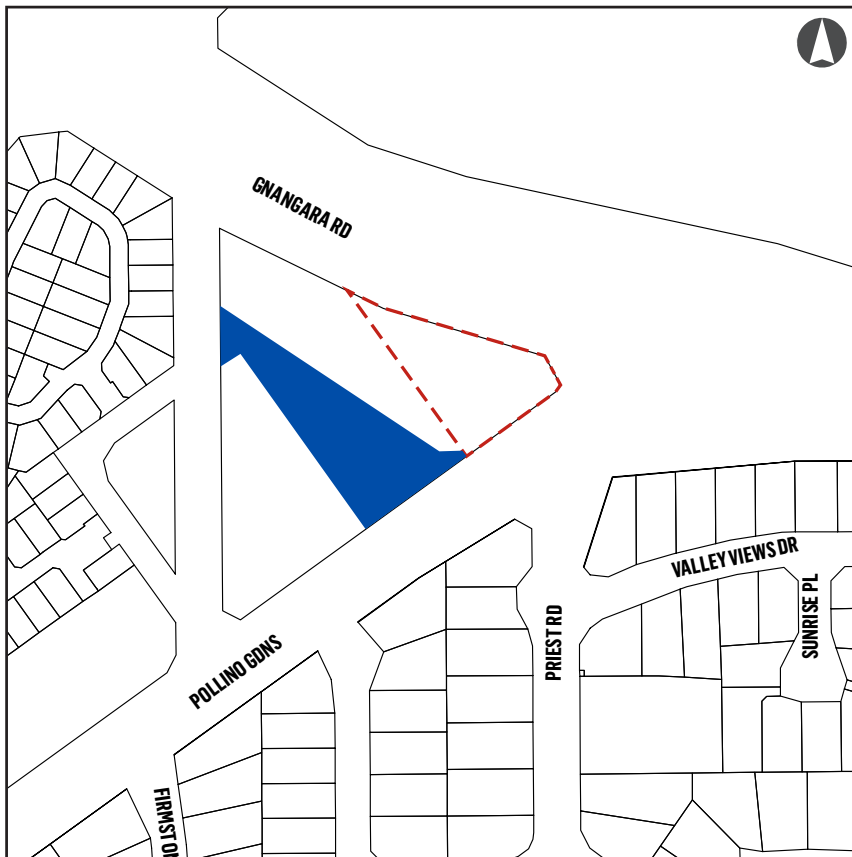 GNANGARA RD
VALLEY VIEWS DR
SUNRISE PL
PRIEST RD
POLLINO GDNS